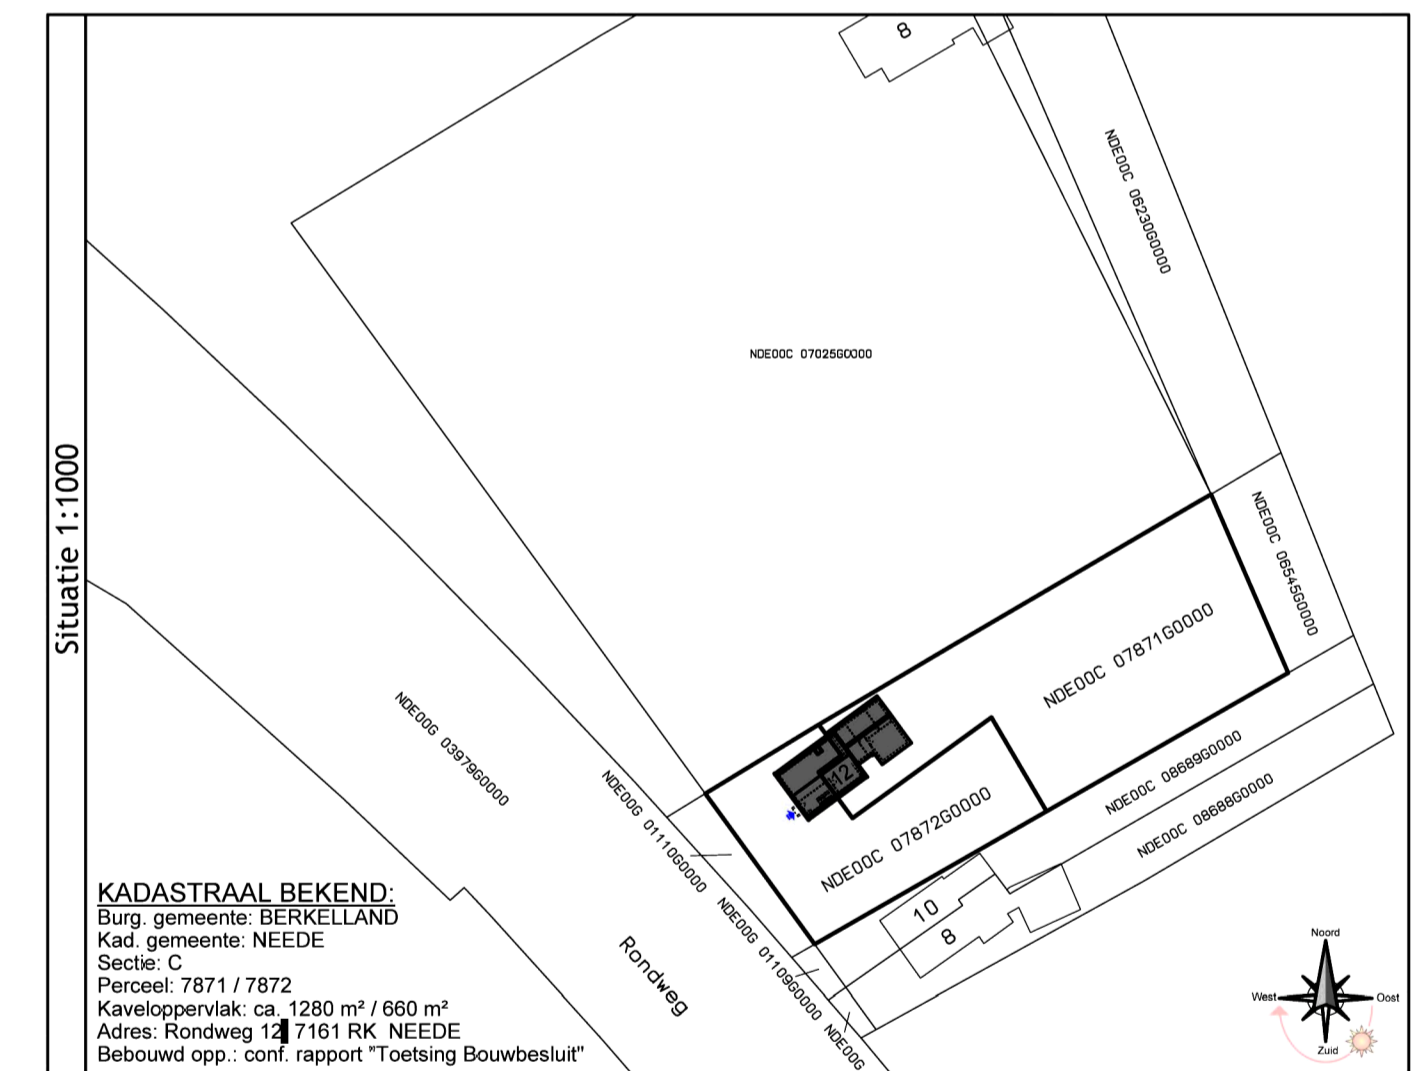 8
NDE00C 06230G0000
NDE00C 07025G0000
Situatie 1:1000
NDE00C 06545G0000
NDE00C 07871G0000
NDE00G 03979G0000
12
NDE00C 07872G0000
NDE00C 08689G0000
NDE00C 08688G0000
NDE00G 01110G0000
NDE00G 01109G0000
NDE00G
10
8
Rondweg
KADASTRAAL BEKEND:
Burg. gemeente: BERKELLAND
Kad. gemeente: NEEDE
Sectie: C
Perceel: 7871 / 7872
Kaveloppervlak: ca. 1280 m² / 660 m²
Adres: Rondweg 12 7161 RK NEEDE
Bebouwd opp.: conf. rapport "Toetsing Bouwbesluit"
Noord
West
Oost
Zuid